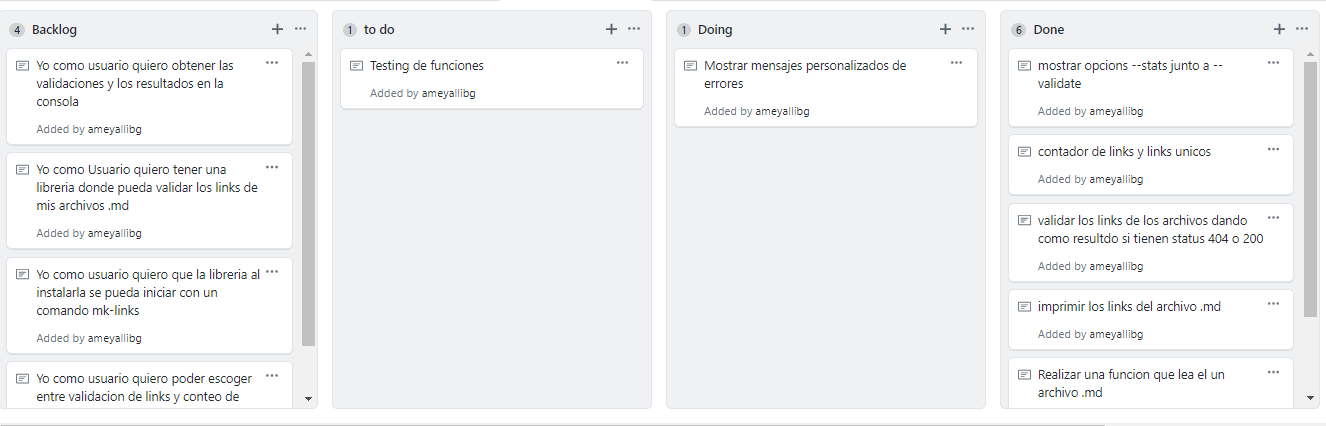 4 Backlog
Yo como usuario quiero obtener las
validaciones y los resultados en la
consola
Added by ameyallibg
Yo como Usuario quiero tener una
libreria donde pueda validar los links de
mis archivos .md
Added by ameyallibg
Yo como usuario quiero que la libreria al
instalarla se pueda iniciar con un
comando mk-links
Added by ameyallibg
Yo como usuario quiero poder escoger
entre validacion de links y conteo de
1 to do
Testing de funciones
Added by ameyallibg
1 Doing
Mostrar mensajes personalizados de
errores
Added by ameyallibg
6 Done
mostrar opcions --stats junto a --
validate
Added by ameyallibg
contador de links y links unicos
Added by ameyallibg
validar los links de los archivos dando
como resultdo si tienen status 404 o 200
Added by ameyallibg
imprimir los links del archivo .md
Added by ameyallibg
Realizar una funcion que lea el un
archivo .md